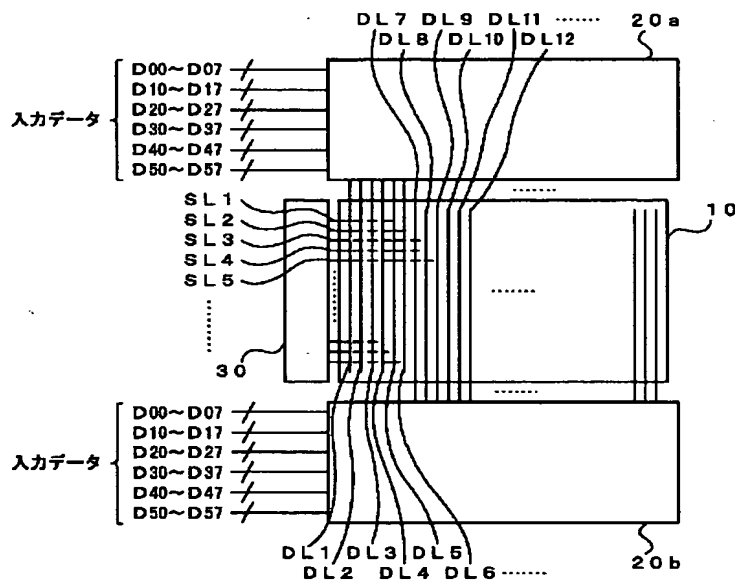 DL7 DL9 DL11 ……
DL8 DL10 DL12
20a
入力データ
D00~D07
D10~D17
D20~D27
D30~D37
D40~D47
D50~D57
SL1
SL2
SL3
SL4
SL5
10
30
入力データ
D00~D07
D10~D17
D20~D27
D30~D37
D40~D47
D50~D57
DL1 DL3 DL5
DL2 DL4 DL6 ……
20b